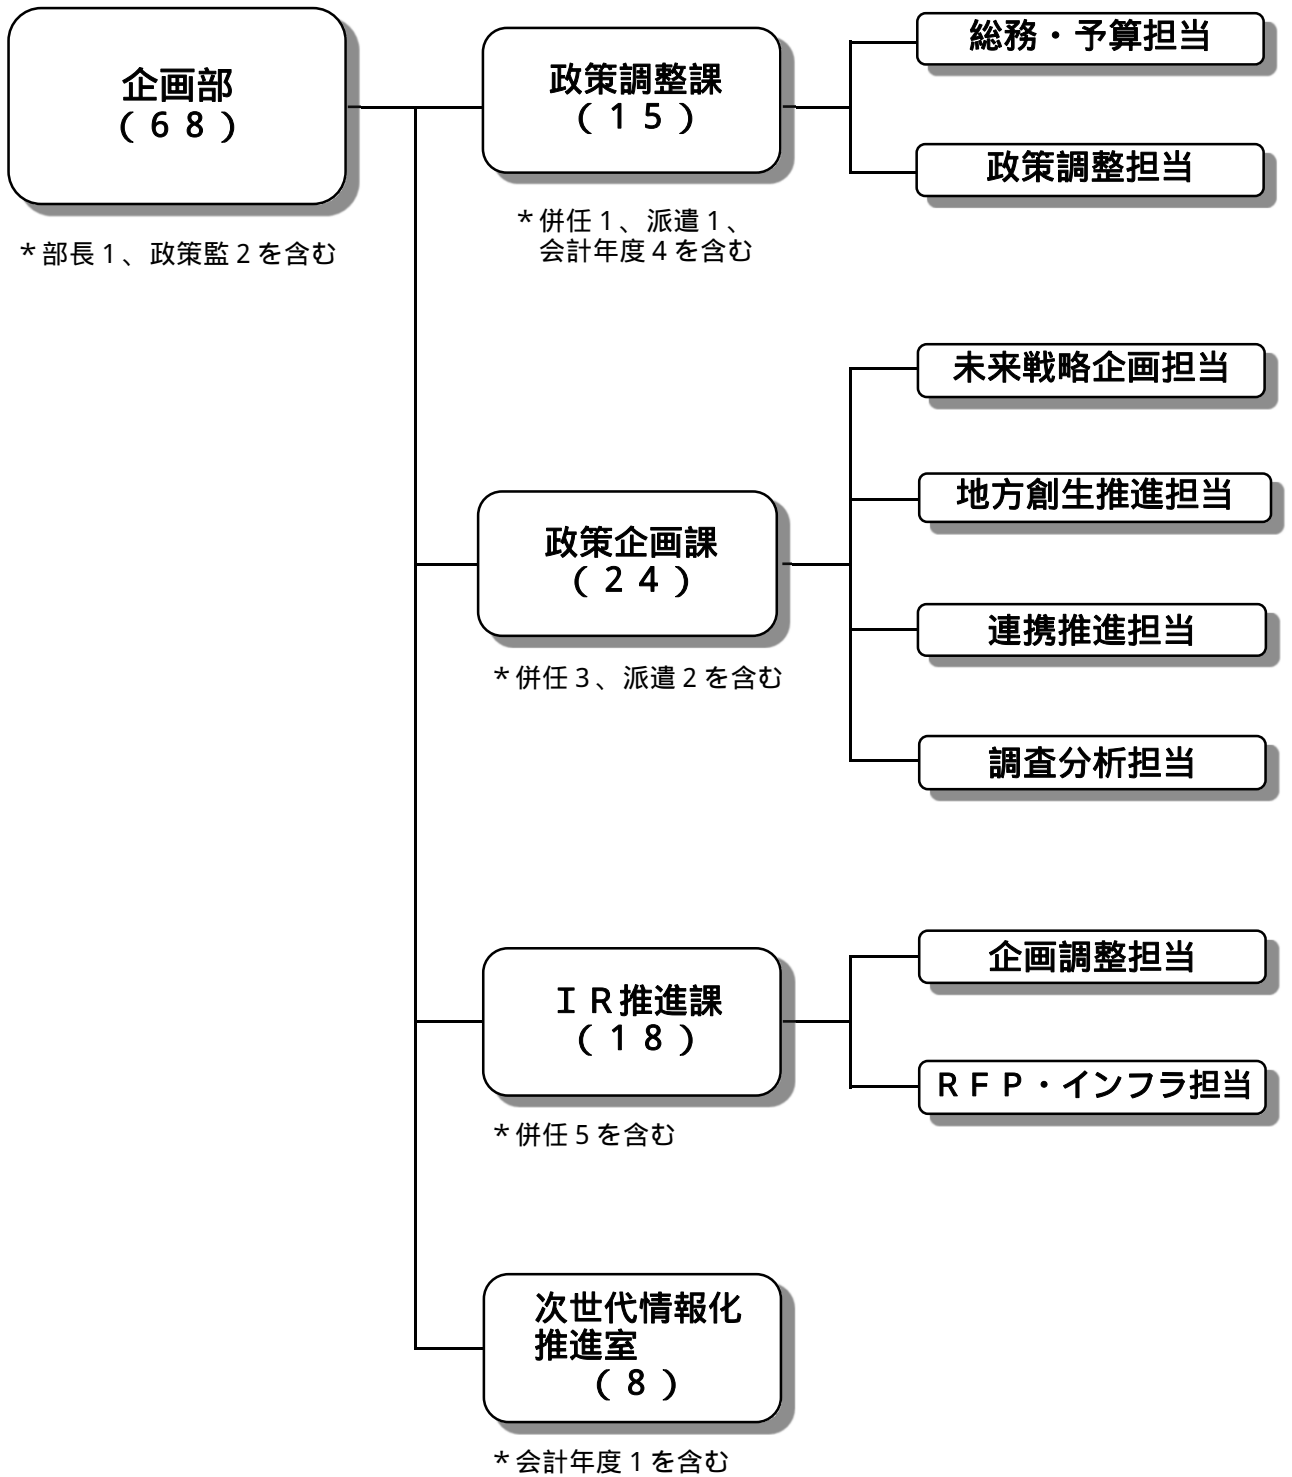 企画部
（６８）
＊部長１、政策監２を含む
政策調整課
（１５）
＊併任１、派遣１、
会計年度４を含む
総務・予算担当
政策調整担当
政策企画課
（２４）
＊併任３、派遣２を含む
未来戦略企画担当
地方創生推進担当
連携推進担当
調査分析担当
ＩＲ推進課
（１８）
＊併任５を含む
企画調整担当
ＲＦＰ・インフラ担当
次世代情報化
推進室
（８）
＊会計年度１を含む